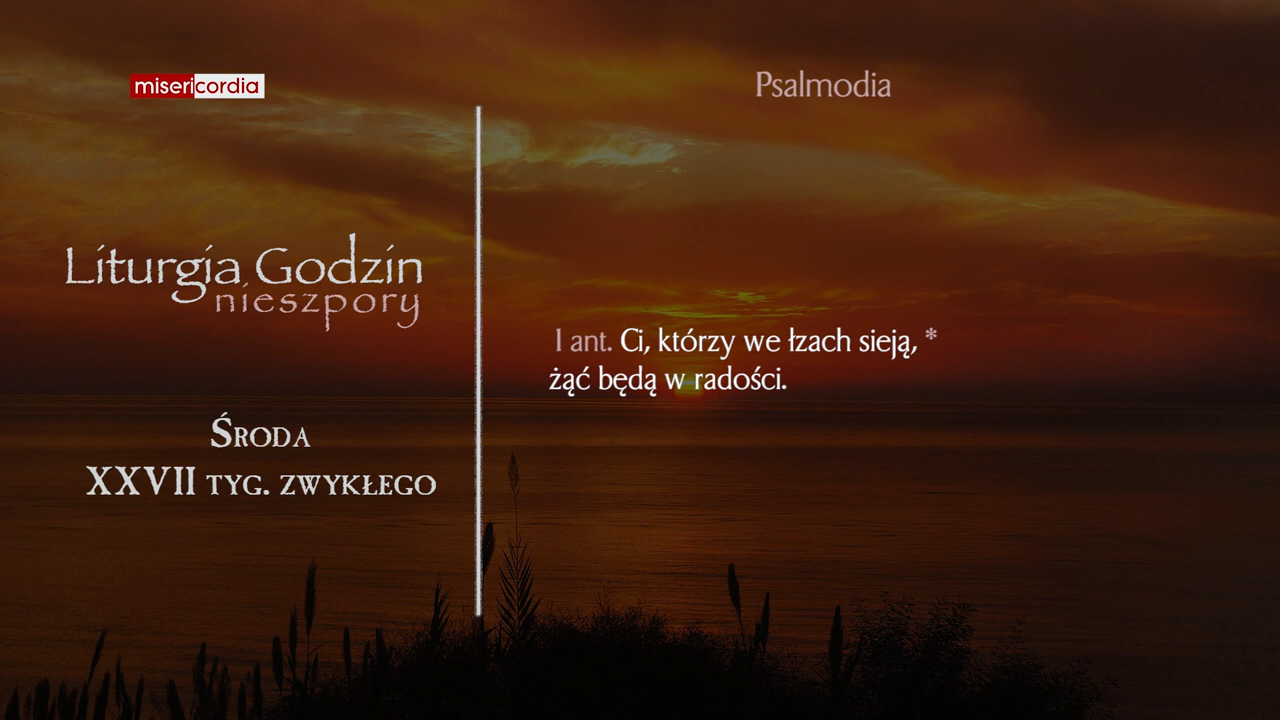 misericordia
Psalmodia
Liturgia Godzin
nieszpory
I ant. Ci, którzy we łzach sieją, *
żąć będą w radości.
Środa
XXVII tyg. zwykłego